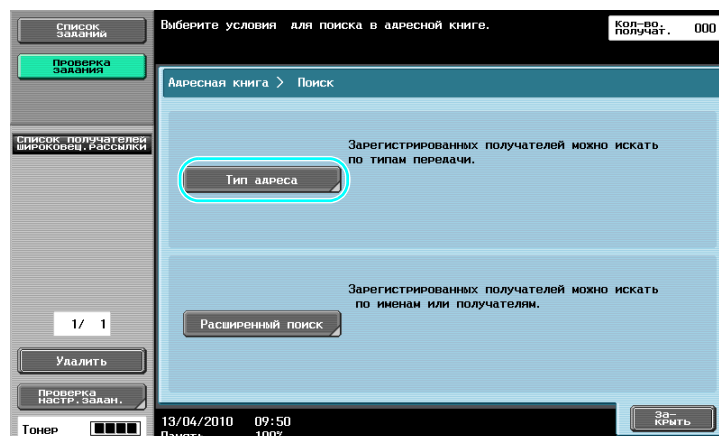 Список
заданий
Выберите условия для поиска в адресной книге.
Кол-во.
получат.
000
Проверка
задания
Адресная книга > Поиск
Список получателей
широковещ.рассылки
Зарегистрированных получателей можно искать
по типам передачи.
Тип адреса
Зарегистрированных получателей можно искать
по именам или получателям.
Расширенный поиск
1/ 1
Удалить
Проверка
настр.задан.
Тонер
13/04/2010 09:50
Память 100%
За-
крыть